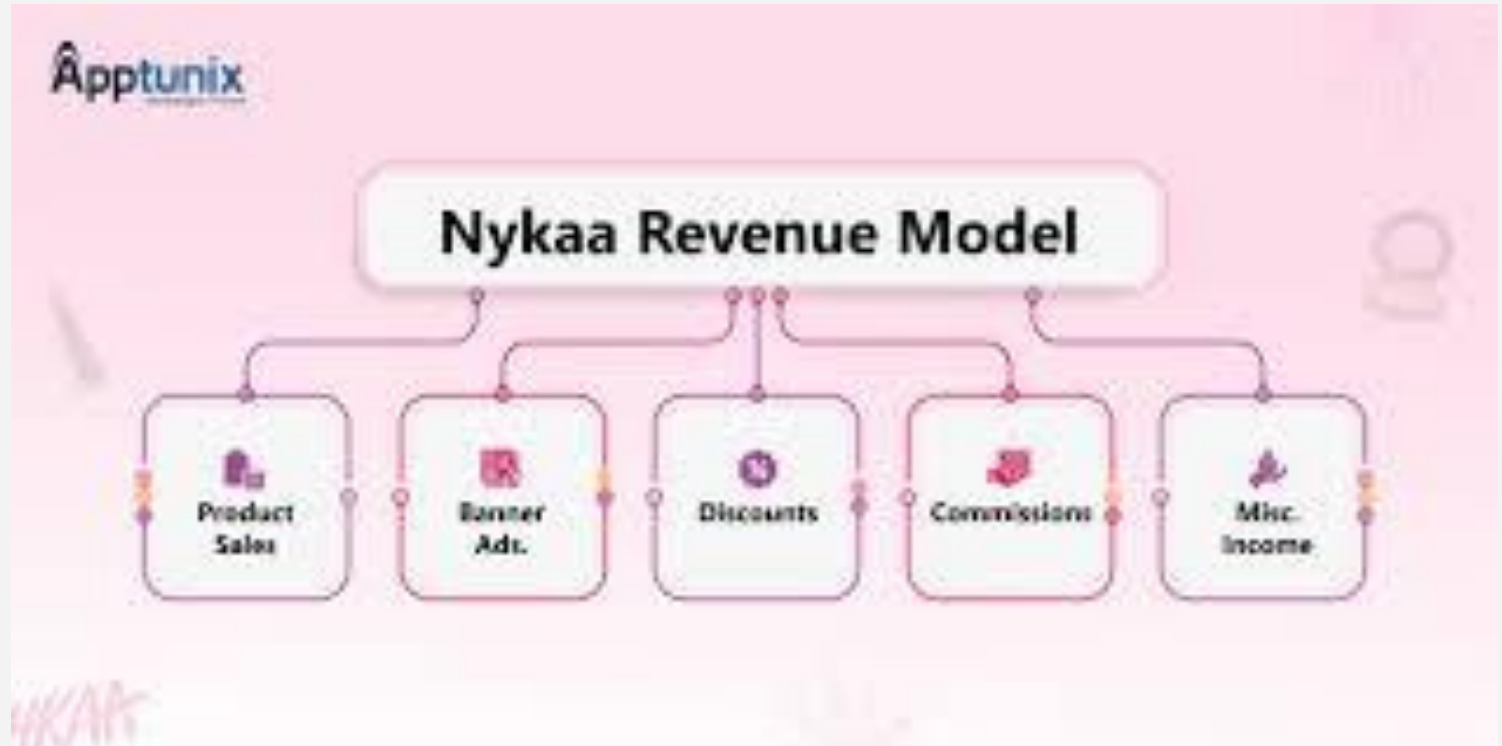 Apptunix
Nykaa Revenue Model
Product
Sales
Banner
Ads.
Discounts
Commissions
Misc.
Income